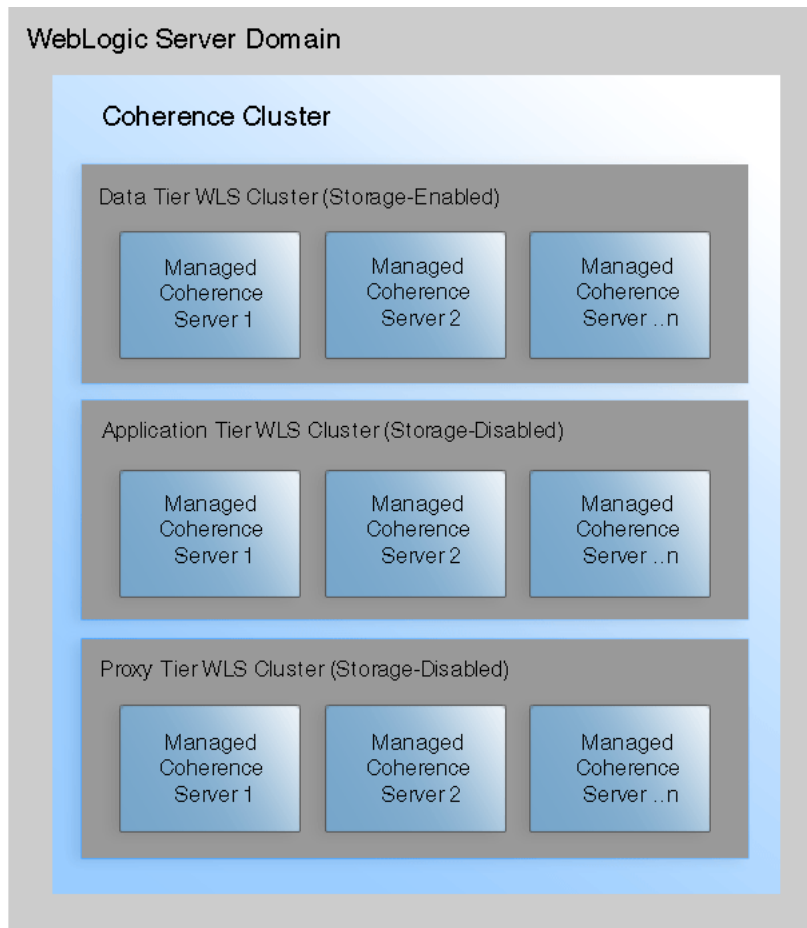 WebLogic Server Domain
Coherence Cluster
Data Tier WLS Cluster (Storage-Enabled)
Managed
Coherence
Server 1
Managed
Coherence
Server 2
Managed
Coherence
Server ..n
Application Tier WLS Cluster (Storage-Disabled)
Managed
Coherence
Server 1
Managed
Coherence
Server 2
Managed
Coherence
Server ..n
Proxy Tier WLS Cluster (Storage-Disabled)
Managed
Coherence
Server 1
Managed
Coherence
Server 2
Managed
Coherence
Server ..n